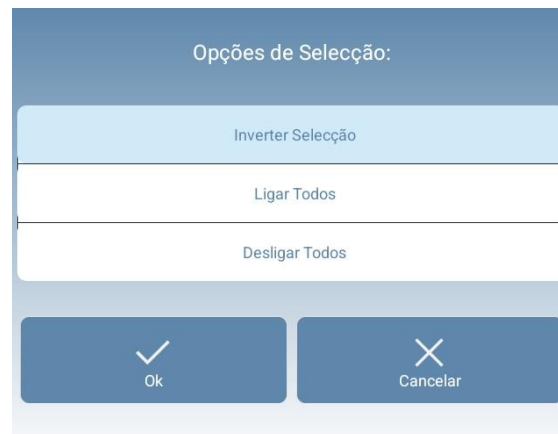 Opções de Selecção:
Inverter Selecção
Ligar Todos
Desligar Todos
Ok
Cancelar